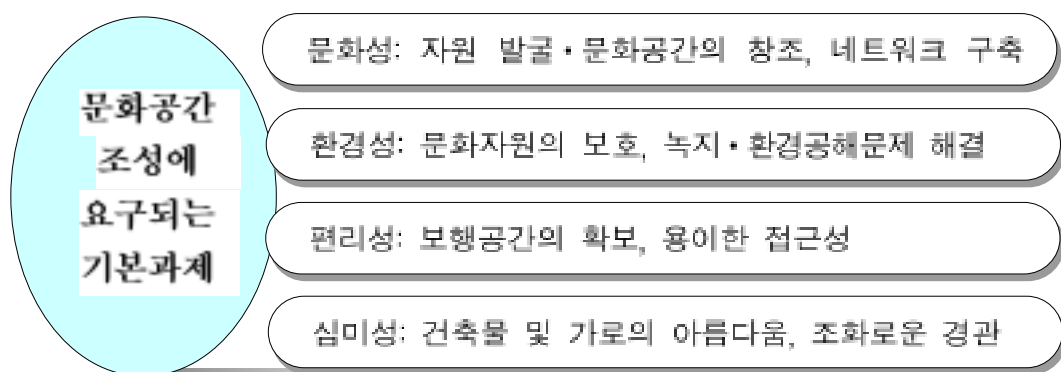 문화공간
조성에
요구되는
기본과제
문화성: 자원 발굴·문화공간의 창조, 네트워크 구축
환경성: 문화자원의 보호, 녹지·환경공해문제 해결
편리성: 보행공간의 확보, 용이한 접근성
심미성: 건축물 및 가로의 아름다움, 조화로운 경관